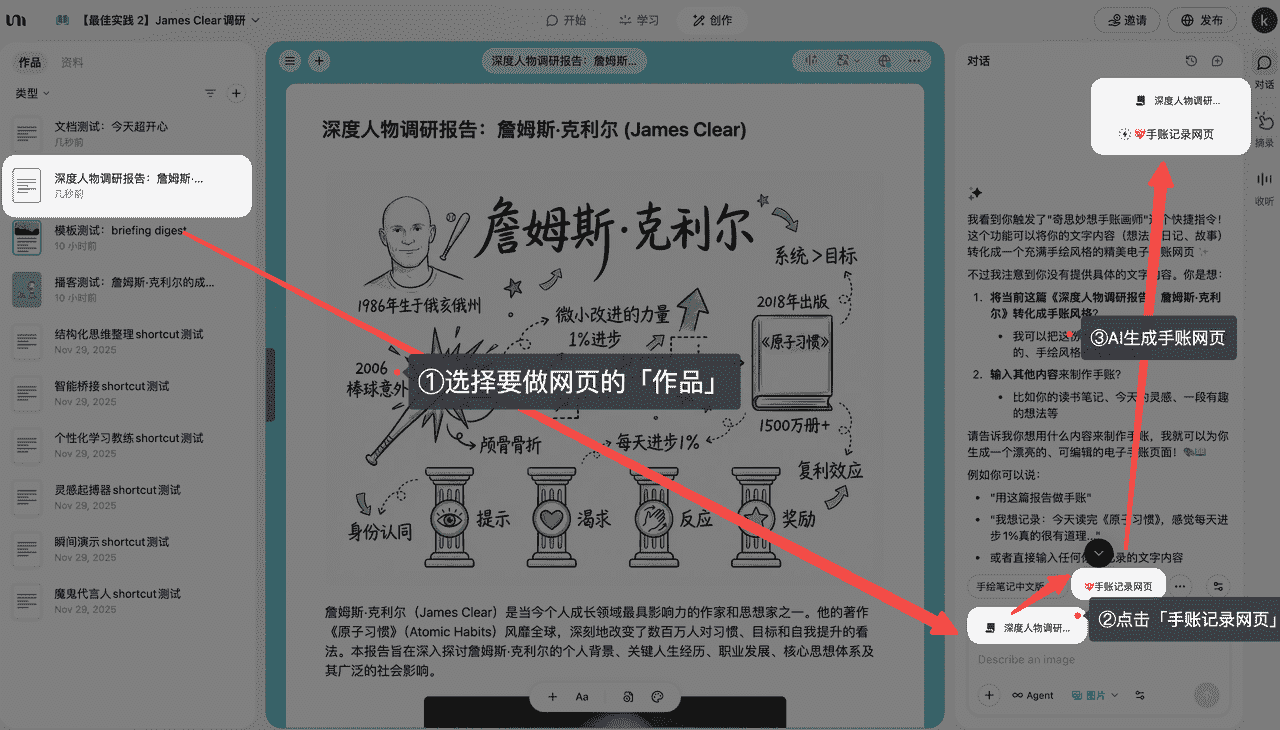 【最佳实践 2】James Clear调研
开始
学习
创作
邀请
发布
k
作品
资料
类型
文档测试：今天超开心
几秒前
深度人物调研报告：詹姆斯·...
几秒前
模板测试：briefing digest
10 小时前
播客测试：詹姆斯·克利尔的成...
10 小时前
结构化思维整理shortcut测试
Nov 29, 2025
智能桥接shortcut测试
Nov 29, 2025
个性化学习教练shortcut测试
Nov 29, 2025
灵感起搏器shortcut测试
Nov 29, 2025
瞬间演示shortcut测试
Nov 29, 2025
魔鬼代言人shortcut测试
Nov 29, 2025
深度人物调研报告：詹姆斯...
深度人物调研报告：詹姆斯·克利尔 (James Clear)
詹姆斯·克利尔
系统>目标
1986年生于俄亥俄州
微小改进的力量
1%进步
2018年出版
《原子习惯》
2006
棒球意外
①选择要做网页的「作品」
颅骨骨折
每天进步1%
1500万册+
复利效应
身份认同
提示
渴求
反应
奖励
詹姆斯·克利尔（James Clear）是当今个人成长领域最具影响力的作家和思想家之一。他的著作
《原子习惯》（Atomic Habits）风靡全球，深刻地改变了数百万人对习惯、目标和自我提升的看
法。本报告旨在深入探讨詹姆斯·克利尔的个人背景、关键人生经历、职业发展、核心思想体系及
其广泛的社会影响。
Aa
对话
深度人物调研...
手账记录网页
对话
摘录
收听
我看到你触发了"奇思妙想手账画师"这个快捷指令！
这个功能可以将你的文字内容（想法、日记、故事）
转化成一个充满手绘风格的精美电子手账网页
不过我注意到你没有提供具体的文字内容。你是想：
1. 将当前这篇《深度人物调研报告：詹姆斯·克利
尔》转化成手账风格？
我可以把这
的、手绘风格
③AI生成手账网页
2. 输入其他内容来制作手账？
比如你的读书笔记、今天的灵感、一段有趣
的想法等
请告诉我你想用什么内容来制作手账，我就可以为你
生成一个漂亮的、可编辑的电子手账页面！
例如你可以说：
"用这篇报告做手账"
"我想记录：今天读完《原子习惯》，感觉每天进
步1%真的很有道理..."
或者直接输入任何你想记录的文字内容
手绘笔记中文版
手账记录网页
深度人物调研...
②点击「手账记录网页」
Describe an image
Agent
图片